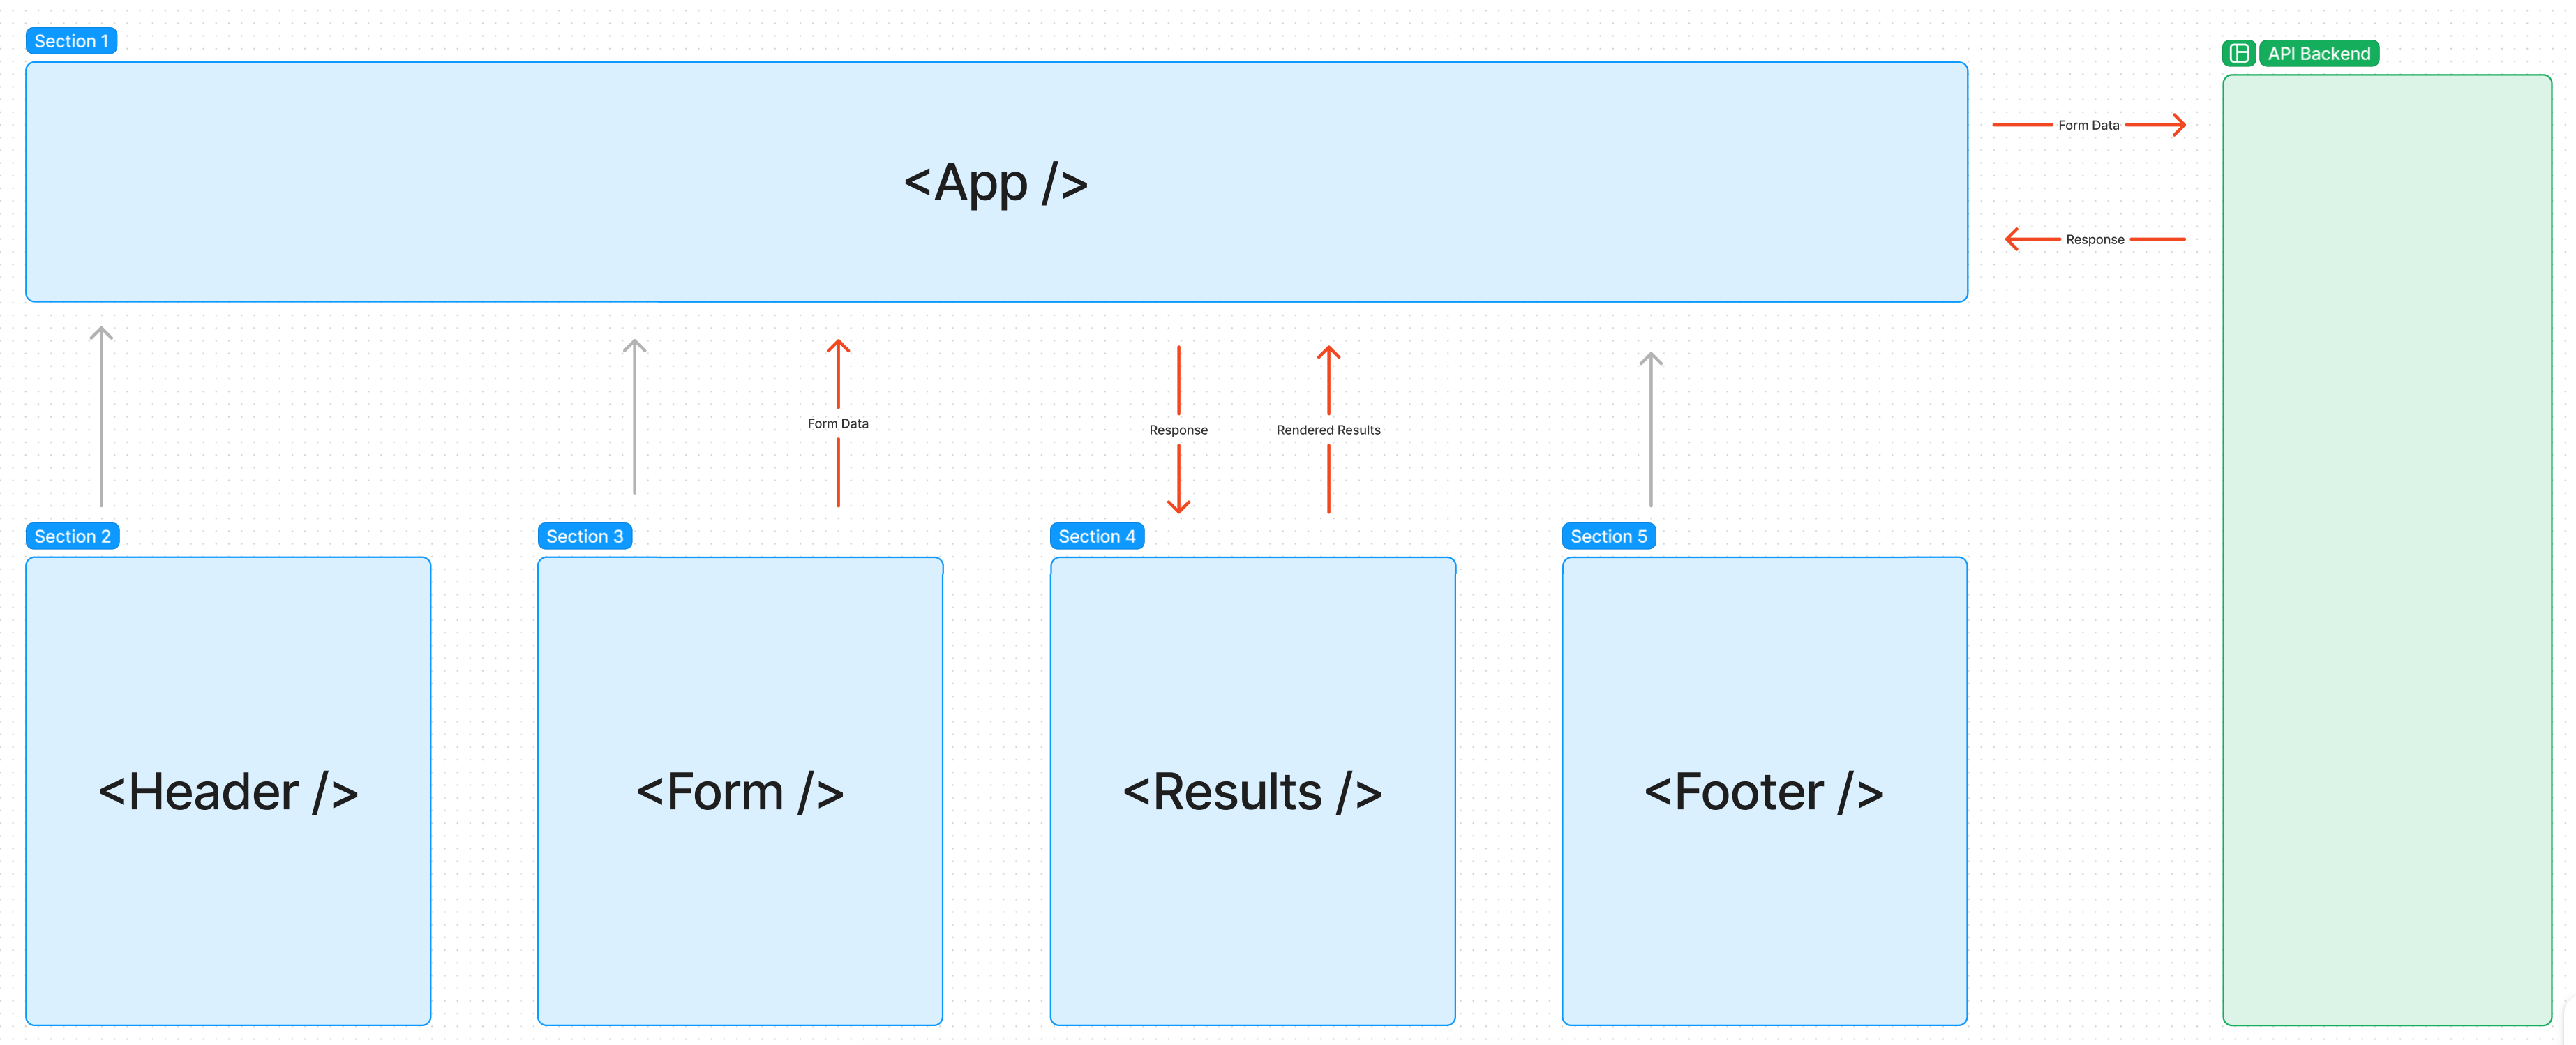 Section 1
API Backend
<App />
Form Data
Response
Form Data
Response
Rendered Results
Section 2
Section 3
Section 4
Section 5
<Header />
<Form />
<Results />
<Footer />